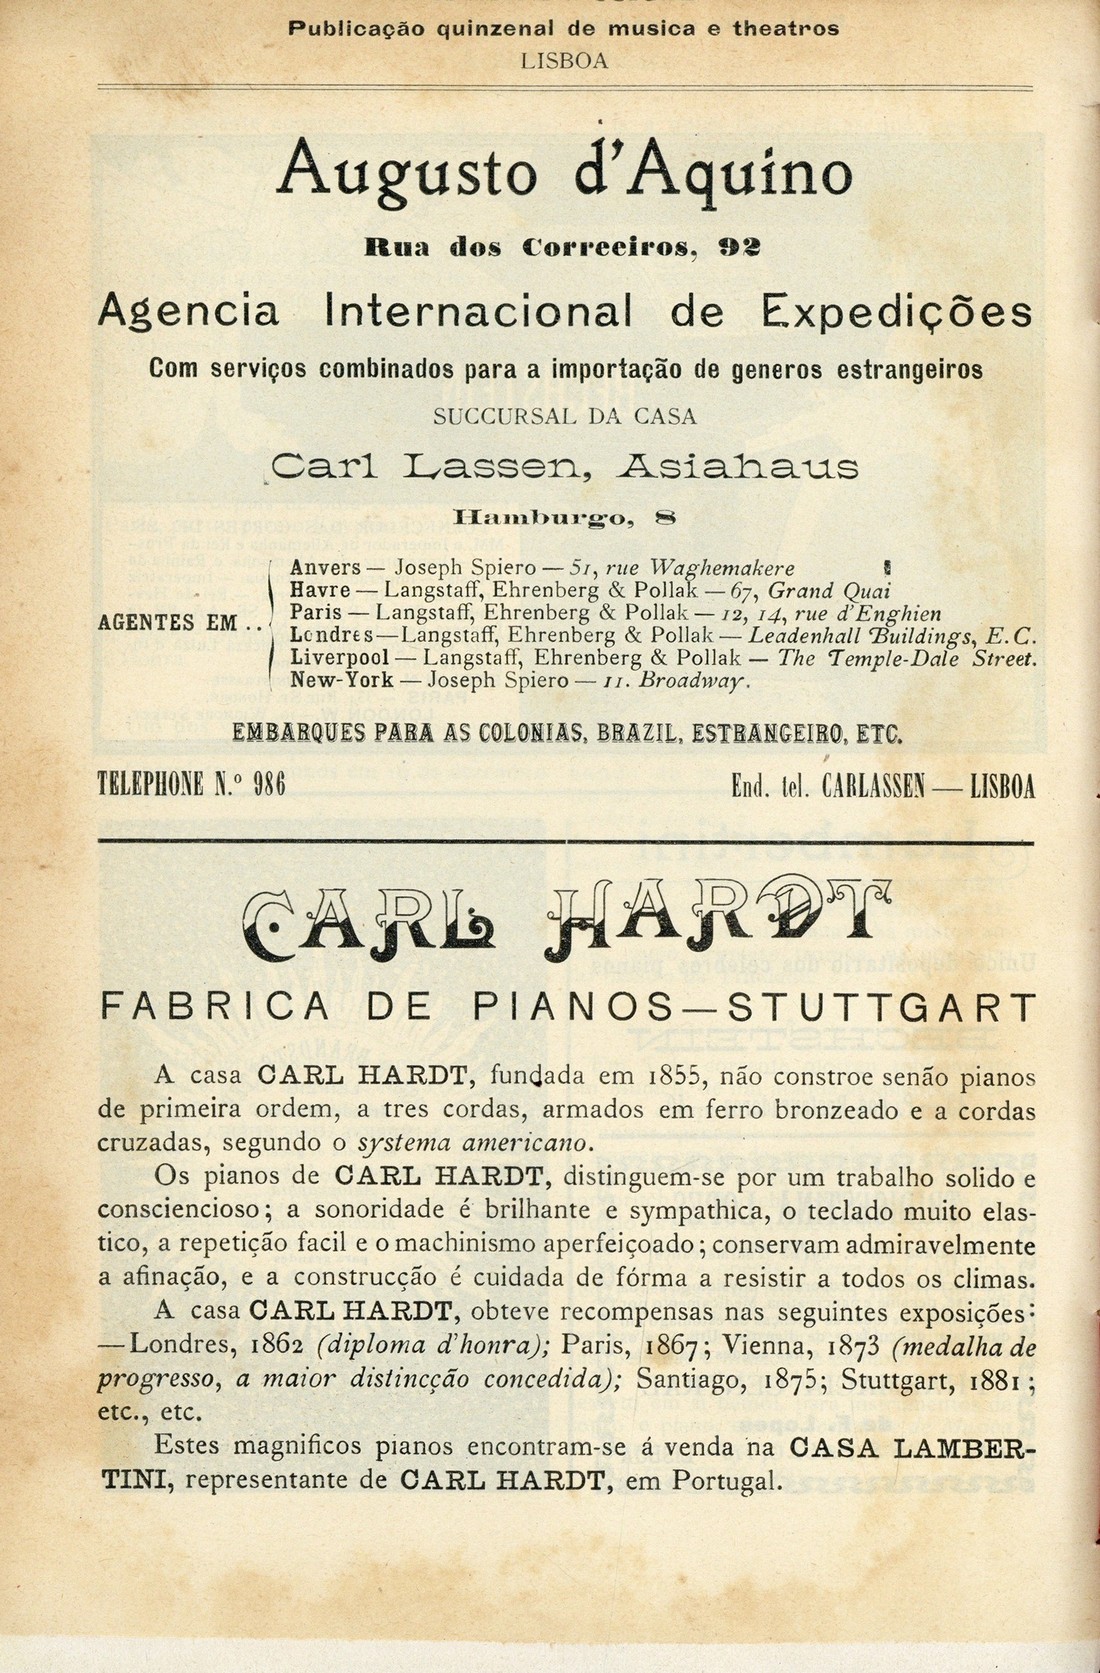 Publicação quinzenal de musica e theatros
LISBOA
Augusto d'Aquino
Rua dos Correeiros, 92
Agencia Internacional de Expedições
Com serviços combinados para a importação de generos estrangeiros
SUCCURSAL DA CASA
Carl Lassen, Asiahaus
Hamburgo, 8
AGENTES EM ..
Anvers — Joseph Spiero — 51, rue Waghemakere
Havre — Langstaff, Ehrenberg & Pollak — 67, Grand Quai
Paris — Langstaff, Ehrenberg & Pollak — 12, 14, rue d'Enghien
Londres — Langstaff, Ehrenberg & Pollak — Leadenhall Buildings, E.C.
Liverpool — Langstaff, Ehrenberg & Pollak — The Temple-Dale Street.
New-York — Joseph Spiero — 11. Broadway.
EMBARQUES PARA AS COLONIAS, BRAZIL, ESTRANGEIRO, ETC.
TELEPHONE N.º 986 End. tel. CARLASSEN — LISBOA
CARL HARDT
FABRICA DE PIANOS—STUTTGART
A casa CARL HARDT, fundada em 1855, não constroe senão pianos
de primeira ordem, a tres cordas, armados em ferro bronzeado e a cordas
cruzadas, segundo o systema americano.
Os pianos de CARL HARDT, distinguem-se por um trabalho solido e
consciencioso; a sonoridade é brilhante e sympathica, o teclado muito elas-
tico, a repetição facil e o machinismo aperfeiçoado; conservam admiravelmente
a afinação, e a construcção é cuidada de fórma a resistir a todos os climas.
A casa CARL HARDT, obteve recompensas nas seguintes exposições:
—Londres, 1862 (diploma d'honra); Paris, 1867; Vienna, 1873 (medalha de
progresso, a maior distincção concedida); Santiago, 1875; Stuttgart, 1881;
etc., etc.
Estes magnificos pianos encontram-se á venda na CASA LAMBER-
TINI, representante de CARL HARDT, em Portugal.